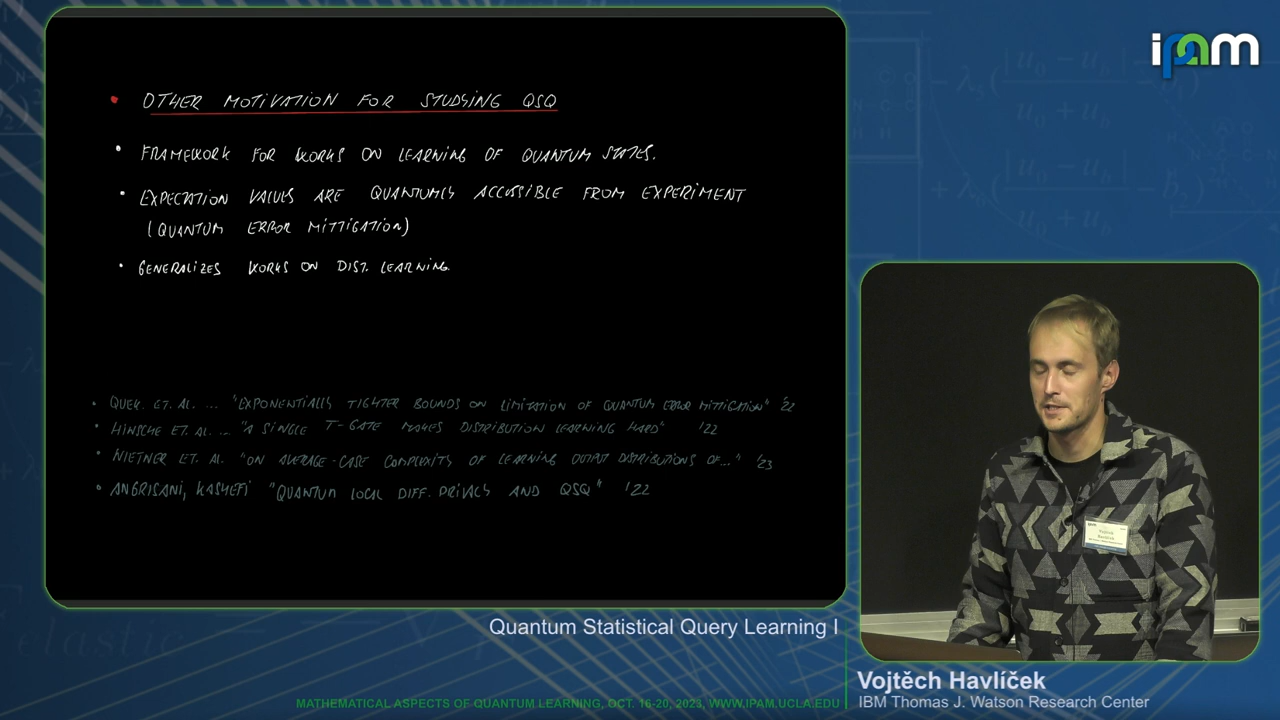 ipam
• OTHER MOTIVATION FOR STUDYING QSQ
• FRAMEWORK FOR WORKS ON LEARNING OF QUANTUM STATES.
• EXPECTATION VALUES ARE QUANTUMLY ACCESSIBLE FROM EXPERIMENT
(QUANTUM ERROR MITTIGATION)
• GENERALIZES WORKS ON DIST. LEARNING.
• QUEK. ET. AL. ... "EXPONENTIALLY TIGHTER BOUNDS ON LIMITATION OF QUANTUM ERROR MITTIGATION" '22
• HINSCHE ET. AL. ... "A SINGLE T-GATE MAKES DISTRIBUTION LEARNING HARD" '22
• NIETNER ET. AL. "ON AVERAGE-CASE COMPLEXITY OF LEARNING OUTPUT DISTRIBUTIONS OF..." '23
• ANGRISANI, KASHEFI "QUANTUM LOCAL DIFF. PRIVACY AND QSQ" '22
Quantum Statistical Query Learning I
Vojtěch Havlíček
IBM Thomas J. Watson Research Center
MATHEMATICAL ASPECTS OF QUANTUM LEARNING, OCT. 16-20, 2023, WWW.IPAM.UCLA.EDU